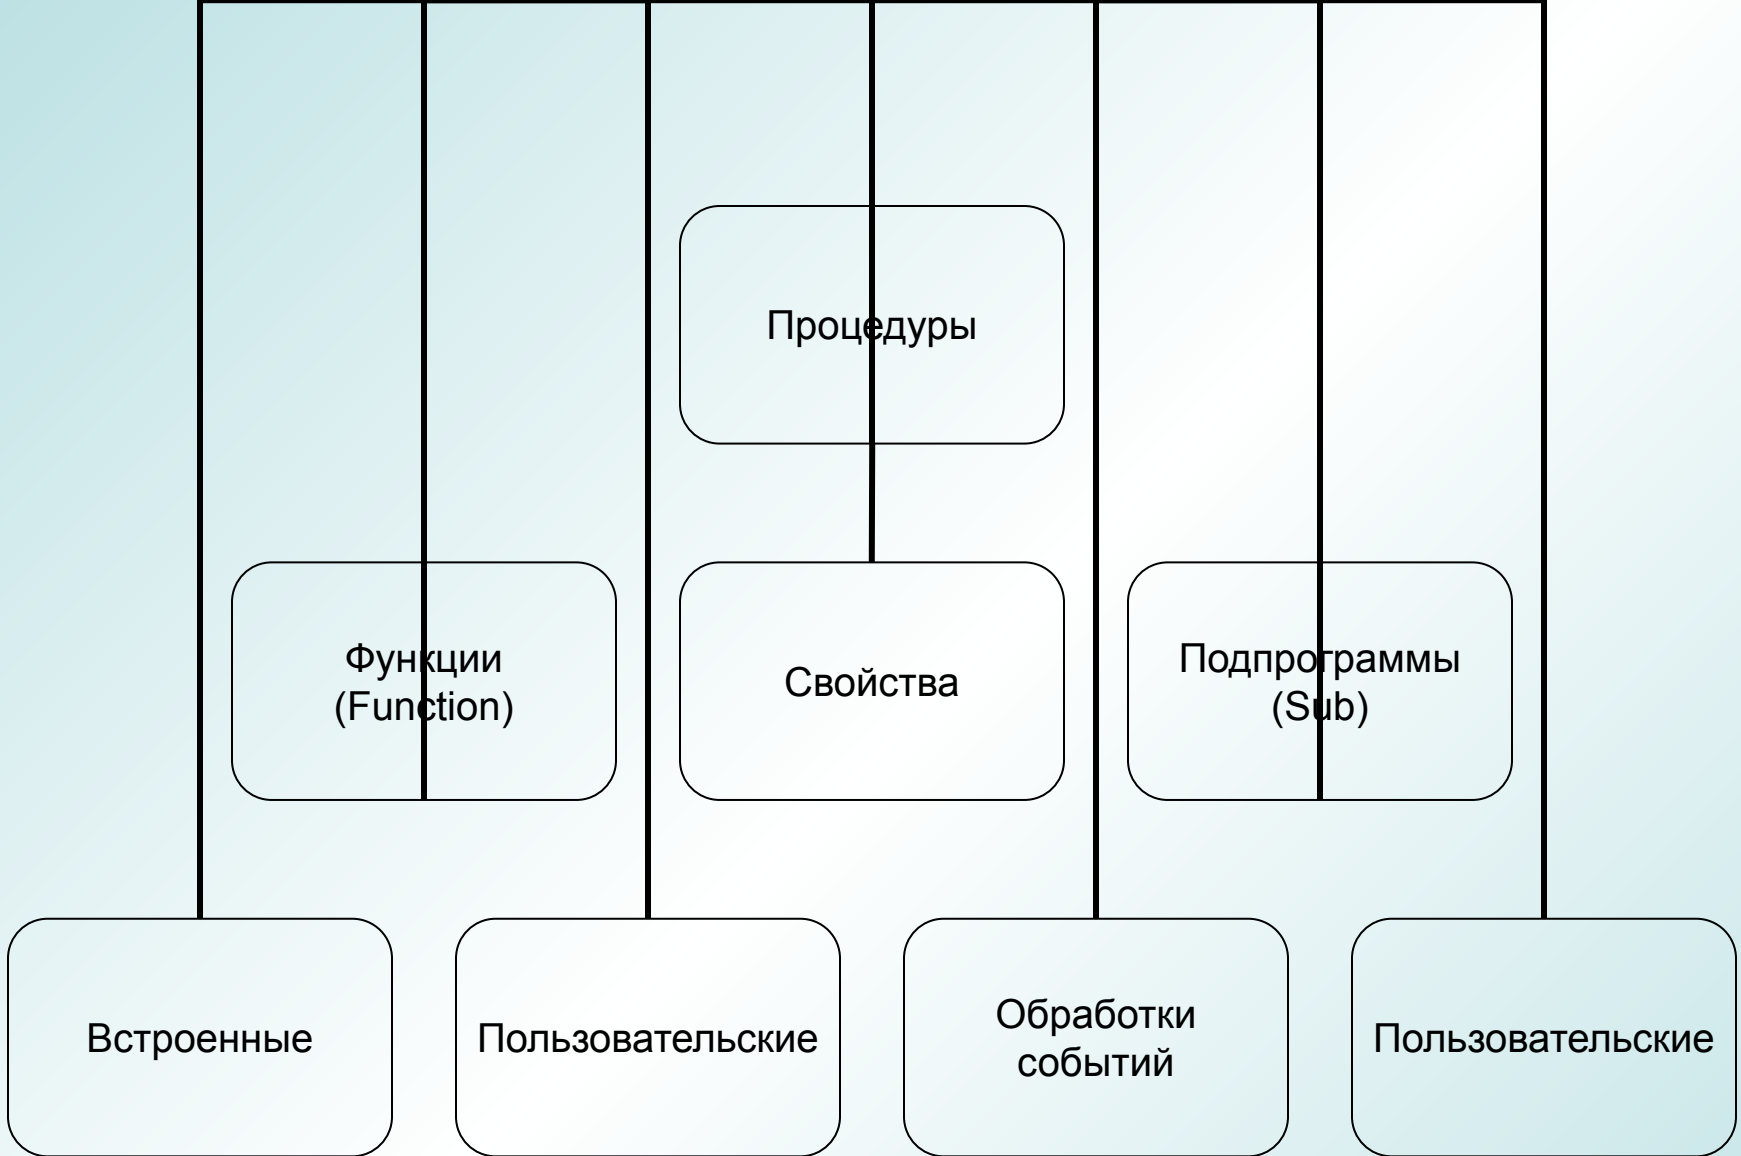 Процедуры
Функции
(Function)
Свойства
Подпрограммы
(Sub)
Встроенные
Пользовательские
Обработки
событий
Пользовательские